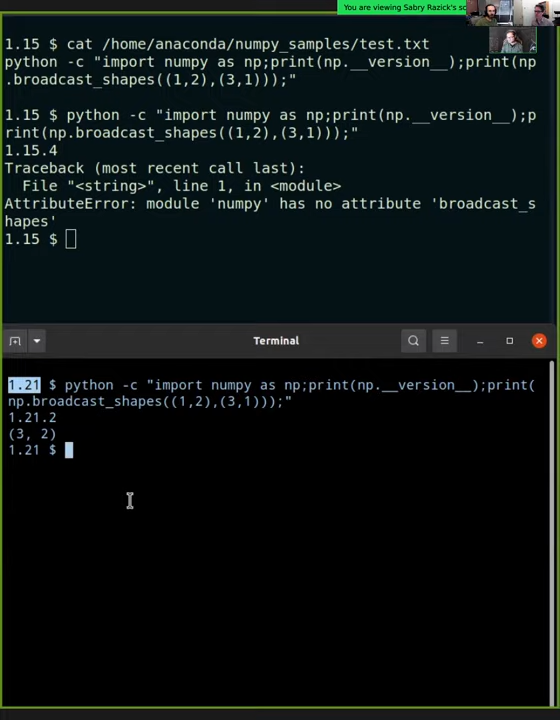 You are viewing Sabry Razick's sc
1.15 $ cat /home/anaconda/numpy_samples/test.txt
python -c "import numpy as np;print(np.__version__);print(np
.broadcast_shapes((1,2),(3,1)));"
1.15 $ python -c "import numpy as np;print(np.__version__);p
rint(np.broadcast_shapes((1,2),(3,1)));"
1.15.4
Traceback (most recent call last):
  File "<string>", line 1, in <module>
AttributeError: module 'numpy' has no attribute 'broadcast_s
hapes'
1.15 $
Terminal
1.21 $ python -c "import numpy as np;print(np.__version__);print(
np.broadcast_shapes((1,2),(3,1)));"
1.21.2
(3, 2)
1.21 $